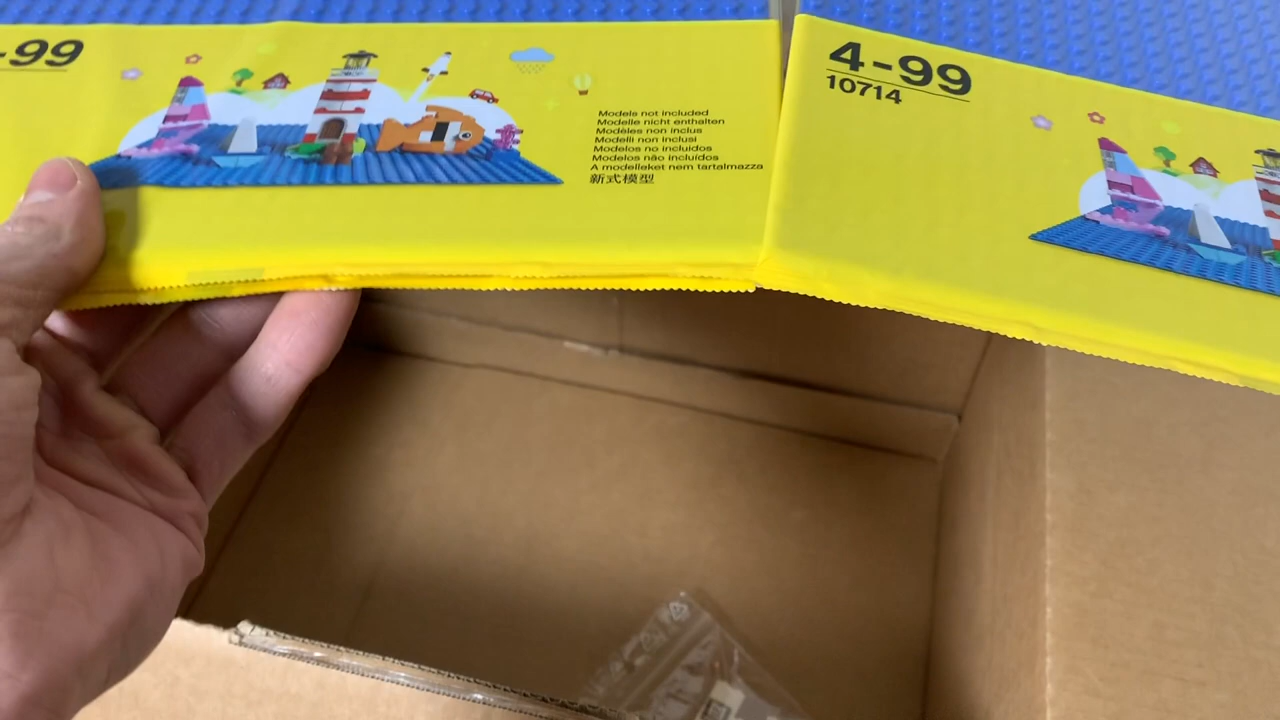 -99
Models not included
Modelle nicht enthalten
Modèles non inclus
Modelli non inclusi
Modelos no incluidos
Modelos não incluídos
A modelleket nem tartalmazza
新式模型
4-99
10714